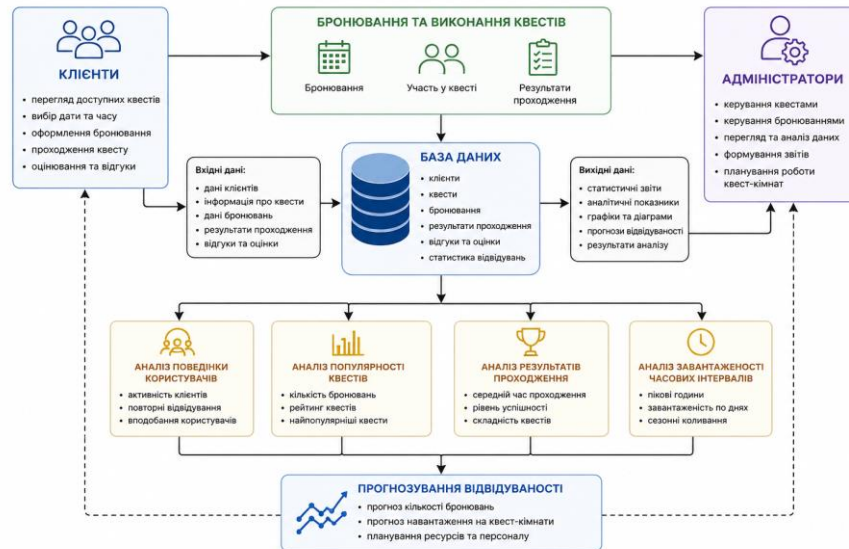 КЛІЄНТИ
• перегляд доступних квестів
• вибір дати та часу
• оформлення бронювання
• проходження квесту
• оцінювання та відгуки
БРОНЮВАННЯ ТА ВИКОНАННЯ КВЕСТІВ
Бронювання
Участь у квесті
Результати
проходження
АДМІНІСТРАТОРИ
• керування квестами
• керування бронюваннями
• перегляд та аналіз даних
• формування звітів
• планування роботи
квест-кімнат
Вхідні дані:
• дані клієнтів
• інформація про квести
• дані бронювань
• результати проходження
• відгуки та оцінки
БАЗА ДАНИХ
• клієнти
• квести
• бронювання
• результати проходження
• відгуки та оцінки
• статистика відвідувань
Вихідні дані:
• статистичні звіти
• аналітичні показники
• графіки та діаграми
• прогнози відвідуваності
• результати аналізу
АНАЛІЗ ПОВЕДІНКИ
КОРИСТУВАЧІВ
• активність клієнтів
• повторні відвідування
• вподобання користувачів
АНАЛІЗ ПОПУЛЯРНОСТІ
КВЕСТІВ
• кількість бронювань
• рейтинг квестів
• найпопулярніші квести
АНАЛІЗ РЕЗУЛЬТАТІВ
ПРОХОДЖЕННЯ
• середній час проходження
• рівень успішності
• складність квестів
АНАЛІЗ ЗАВАНТАЖЕНОСТІ
ЧАСОВИХ ІНТЕРВАЛІВ
• пікові години
• завантаженість по днях
• сезонні коливання
ПРОГНОЗУВАННЯ ВІДВІДУВАНОСТІ
• прогноз кількості бронювань
• прогноз навантаження на квест-кімнати
• планування ресурсів та персоналу